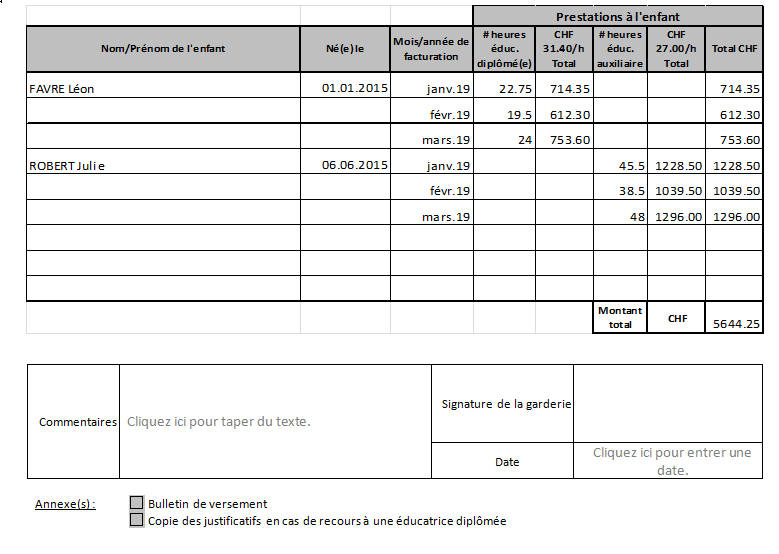 Prestations à l'enfant
Nom/Prénom de l'enfant Né(e) le Mois/année de facturation # heures éduc. diplômé(e) CHF 31.40/h Total # heures éduc. auxiliaire CHF 27.00/h Total Total CHF
FAVRE Léon 01.01.2015 janv.19 22.75 714.35 714.35
févr.19 19.5 612.30 612.30
mars.19 24 753.60 753.60
ROBERT Julie 06.06.2015 janv.19 45.5 1228.50 1228.50
févr.19 38.5 1039.50 1039.50
mars.19 48 1296.00 1296.00
Montant total CHF 5644.25
Commentaires Cliquez ici pour taper du texte. Signature de la garderie
Date Cliquez ici pour entrer une date.
Annexe(s) : Bulletin de versement
Copie des justificatifs en cas de recours à une éducatrice diplômée